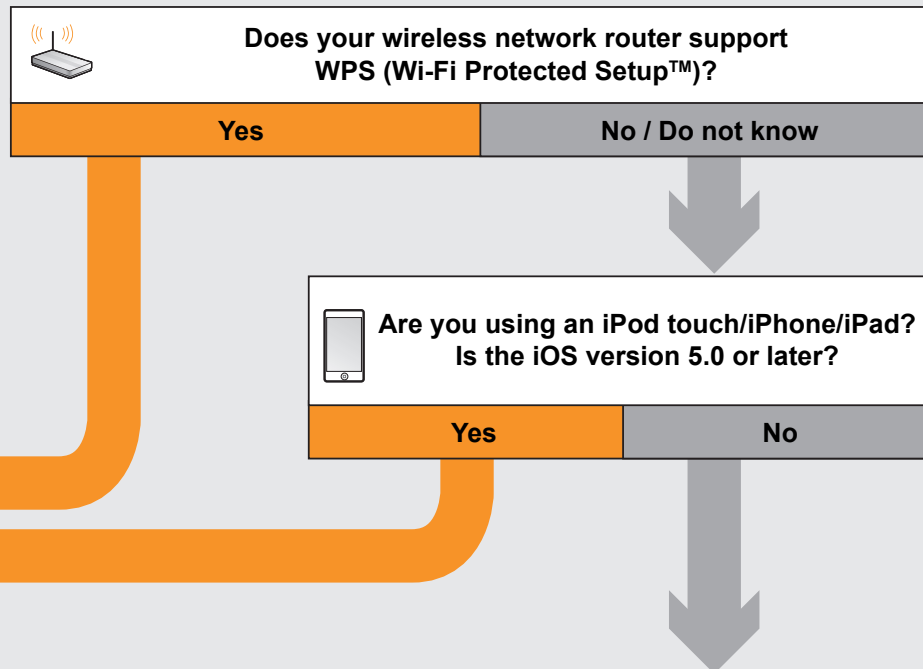 Does your wireless network router support
WPS (Wi-Fi Protected Setup™)?
Yes
No / Do not know
Are you using an iPod touch/iPhone/iPad?
Is the iOS version 5.0 or later?
Yes
No